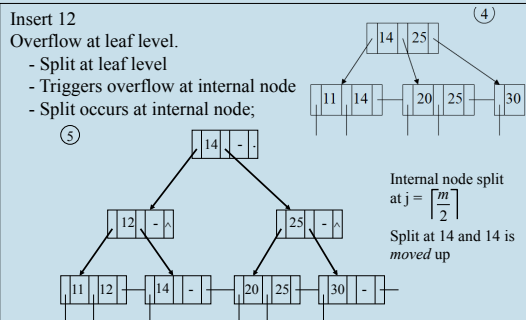 Insert 12
Overflow at leaf level.
- Split at leaf level
- Triggers overflow at internal node
- Split occurs at internal node;
4
14 25
11 14 20 25 30
5
14 - .
12 - ^ 25 - ^
11 12 14 - 20 25 30 -
Internal node split
at j = ⌈m/2⌉
Split at 14 and 14 is
moved up